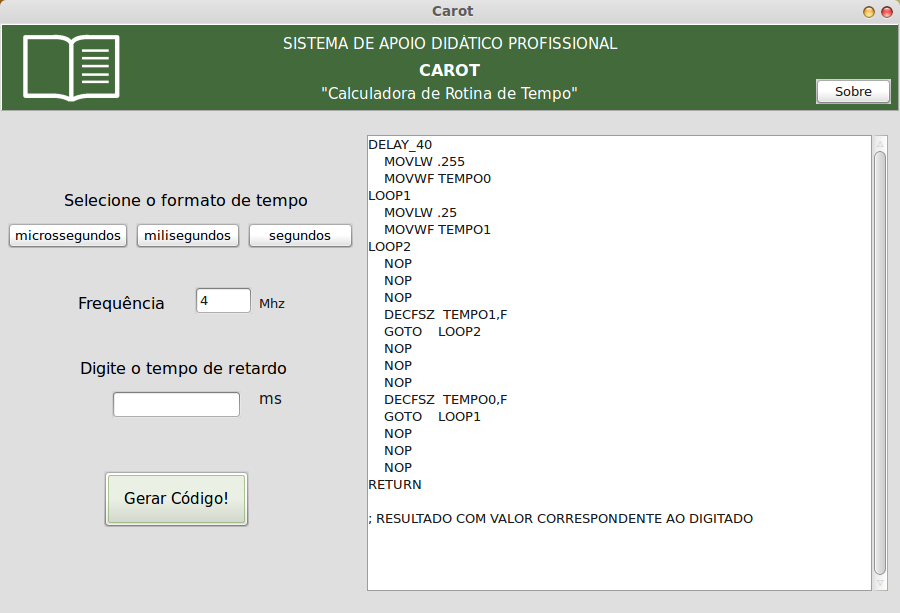 Carot
SISTEMA DE APOIO DIDÁTICO PROFISSIONAL
CAROT
"Calculadora de Rotina de Tempo"
Sobre
Selecione o formato de tempo
microssegundos milisegundos segundos
Frequência 4 Mhz
Digite o tempo de retardo
ms
Gerar Código!
DELAY_40
MOVLW .255
MOVWF TEMPO0
LOOP1
MOVLW .25
MOVWF TEMPO1
LOOP2
NOP
NOP
NOP
DECFSZ TEMPO1,F
GOTO LOOP2
NOP
NOP
NOP
DECFSZ TEMPO0,F
GOTO LOOP1
NOP
NOP
NOP
RETURN
; RESULTADO COM VALOR CORRESPONDENTE AO DIGITADO